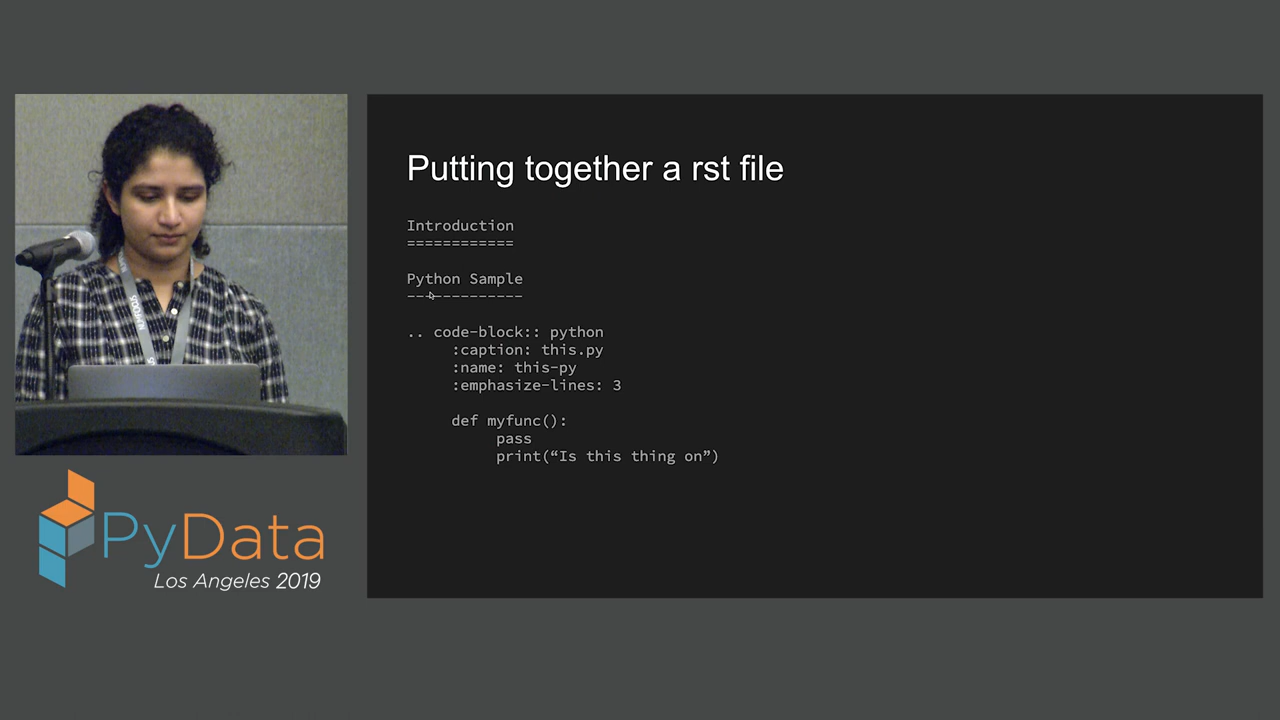 Putting together a rst file
Introduction
============
Python Sample
-------------
.. code-block:: python
:caption: this.py
:name: this-py
:emphasize-lines: 3
def myfunc():
pass
print(“Is this thing on”)
PyData
Los Angeles 2019